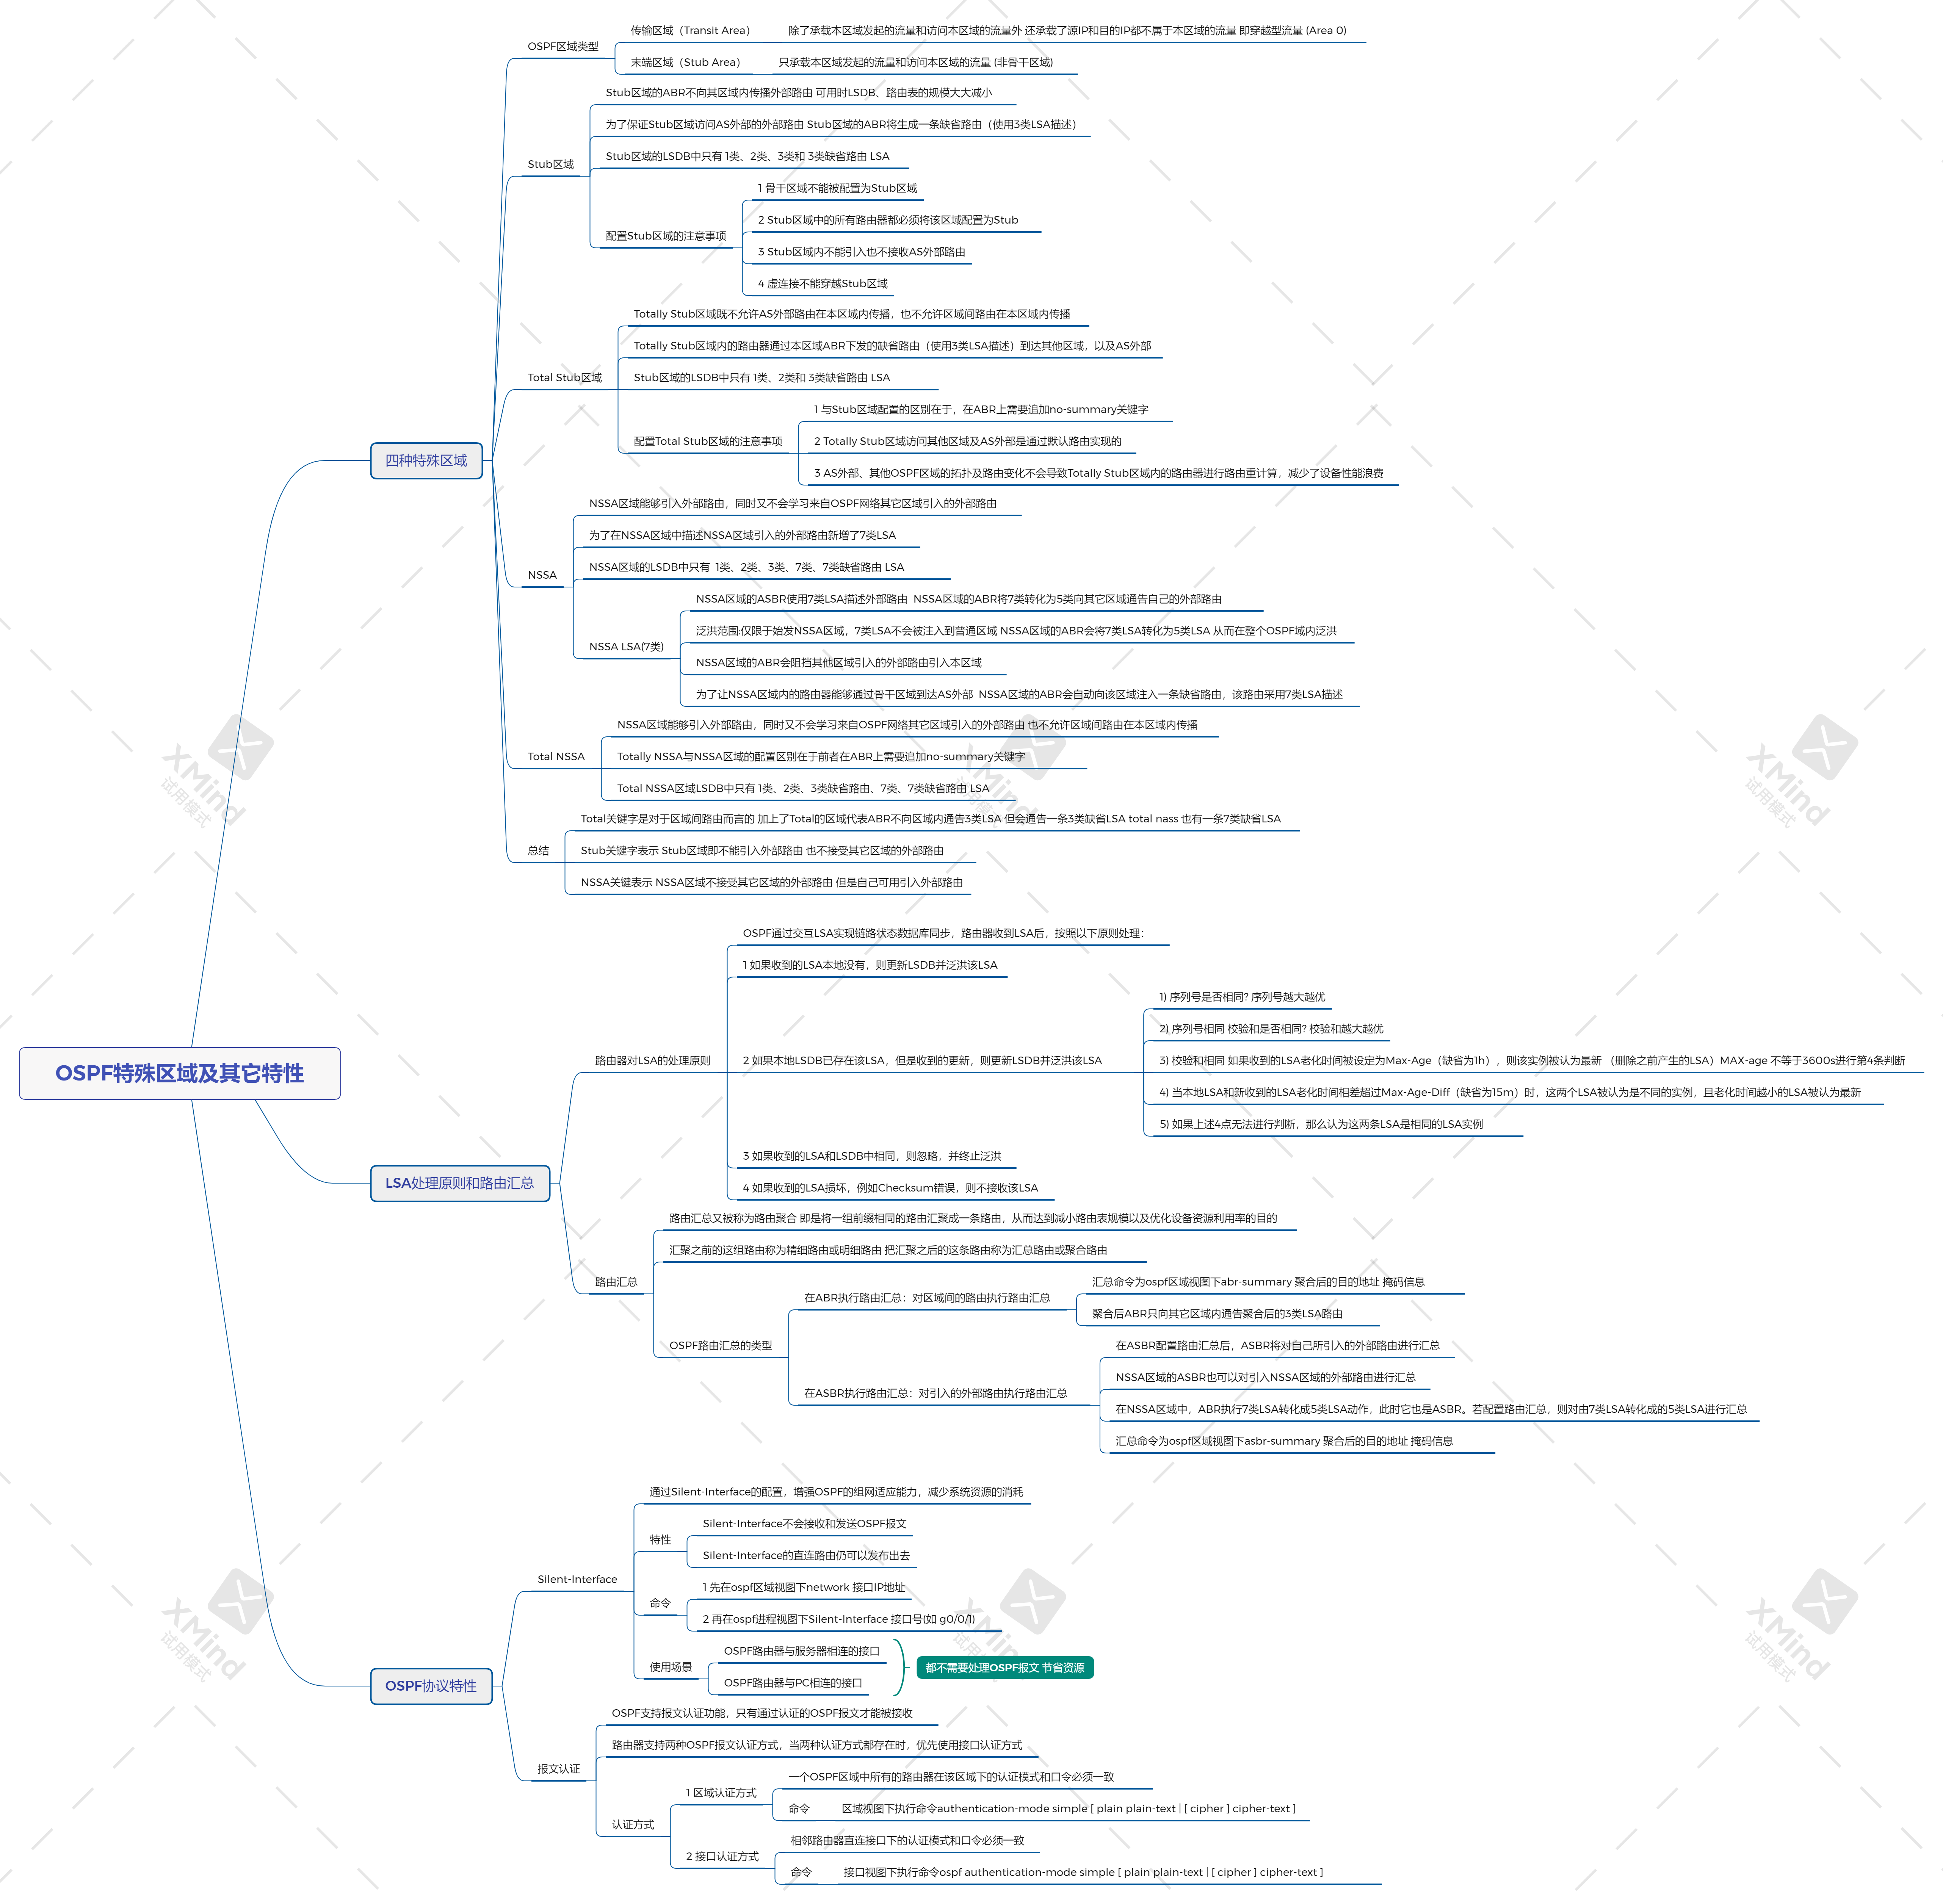 OSPF特殊区域及其它特性
四种特殊区域
OSPF区域类型
传输区域（Transit Area）
除了承载本区域发起的流量和访问本区域的流量外 还承载了源IP和目的IP都不属于本区域的流量 即穿越型流量 (Area 0)
末端区域（Stub Area）
只承载本区域发起的流量和访问本区域的流量 (非骨干区域)
Stub区域
Stub区域的ABR不向其区域内传播外部路由 可用时LSDB、路由表的规模大大减小
为了保证Stub区域访问AS外部的外部路由 Stub区域的ABR将生成一条缺省路由（使用3类LSA描述）
Stub区域的LSDB中只有 1类、2类、3类和 3类缺省路由 LSA
配置Stub区域的注意事项
1 骨干区域不能被配置为Stub区域
2 Stub区域中的所有路由器都必须将该区域配置为Stub
3 Stub区域内不能引入也不接收AS外部路由
4 虚连接不能穿越Stub区域
Total Stub区域
Totally Stub区域既不允许AS外部路由在本区域内传播，也不允许区域间路由在本区域内传播
Totally Stub区域内的路由器通过本区域ABR下发的缺省路由（使用3类LSA描述）到达其他区域，以及AS外部
Stub区域的LSDB中只有 1类、2类和 3类缺省路由 LSA
配置Total Stub区域的注意事项
1 与Stub区域配置的区别在于，在ABR上需要追加no-summary关键字
2 Totally Stub区域访问其他区域及AS外部是通过默认路由实现的
3 AS外部、其他OSPF区域的拓扑及路由变化不会导致Totally Stub区域内的路由器进行路由重计算，减少了设备性能浪费
NSSA
NSSA区域能够引入外部路由，同时又不会学习来自OSPF网络其它区域引入的外部路由
为了在NSSA区域中描述NSSA区域引入的外部路由新增了7类LSA
NSSA区域的LSDB中只有 1类、2类、3类、7类、7类缺省路由 LSA
NSSA LSA(7类)
NSSA区域的ASBR使用7类LSA描述外部路由 NSSA区域的ABR将7类转化为5类向其它区域通告自己的外部路由
泛洪范围:仅限于始发NSSA区域，7类LSA不会被注入到普通区域 NSSA区域的ABR会将7类LSA转化为5类LSA 从而在整个OSPF域内泛洪
NSSA区域的ABR会阻挡其他区域引入的外部路由引入本区域
为了让NSSA区域内的路由器能够通过骨干区域到达AS外部 NSSA区域的ABR会自动向该区域注入一条缺省路由，该路由采用7类LSA描述
Total NSSA
NSSA区域能够引入外部路由，同时又不会学习来自OSPF网络其它区域引入的外部路由 也不允许区域间路由在本区域内传播
Totally NSSA与NSSA区域的配置区别在于前者在ABR上需要追加no-summary关键字
Total NSSA区域LSDB中只有 1类、2类、3类缺省路由、7类、7类缺省路由 LSA
总结
Total关键字是对于区域间路由而言的 加上了Total的区域代表ABR不向区域内通告3类LSA 但会通告一条3类缺省LSA total nass 也有一条7类缺省LSA
Stub关键字表示 Stub区域即不能引入外部路由 也不接受其它区域的外部路由
NSSA关键表示 NSSA区域不接受其它区域的外部路由 但是自己可用引入外部路由
LSA处理原则和路由汇总
路由器对LSA的处理原则
OSPF通过交互LSA实现链路状态数据库同步，路由器收到LSA后，按照以下原则处理：
1 如果收到的LSA本地没有，则更新LSDB并泛洪该LSA
2 如果本地LSDB已存在该LSA，但是收到的更新，则更新LSDB并泛洪该LSA
1) 序列号是否相同? 序列号越大越优
2) 序列号相同 校验和是否相同? 校验和越大越优
3) 校验和相同 如果收到的LSA老化时间被设定为Max-Age（缺省为1h），则该实例被认为最新 （删除之前产生的LSA）MAX-age 不等于3600s进行第4条判断
4) 当本地LSA和新收到的LSA老化时间相差超过Max-Age-Diff（缺省为15m）时，这两个LSA被认为是不同的实例，且老化时间越小的LSA被认为最新
5) 如果上述4点无法进行判断，那么认为这两条LSA是相同的LSA实例
3 如果收到的LSA和LSDB中相同，则忽略，并终止泛洪
4 如果收到的LSA损坏，例如Checksum错误，则不接收该LSA
路由汇总
路由汇总又被称为路由聚合 即是将一组前缀相同的路由汇聚成一条路由，从而达到减小路由表规模以及优化设备资源利用率的目的
汇聚之前的这组路由称为精细路由或明细路由 把汇聚之后的这条路由称为汇总路由或聚合路由
OSPF路由汇总的类型
在ABR执行路由汇总：对区域间的路由执行路由汇总
汇总命令为ospf区域视图下abr-summary 聚合后的目的地址 掩码信息
聚合后ABR只向其它区域内通告聚合后的3类LSA路由
在ASBR执行路由汇总：对引入的外部路由执行路由汇总
在ASBR配置路由汇总后，ASBR将对自己所引入的外部路由进行汇总
NSSA区域的ASBR也可以对引入NSSA区域的外部路由进行汇总
在NSSA区域中，ABR执行7类LSA转化成5类LSA动作，此时它也是ASBR。若配置路由汇总，则对由7类LSA转化成的5类LSA进行汇总
汇总命令为ospf区域视图下asbr-summary 聚合后的目的地址 掩码信息
OSPF协议特性
Silent-Interface
通过Silent-Interface的配置，增强OSPF的组网适应能力，减少系统资源的消耗
特性
Silent-Interface不会接收和发送OSPF报文
Silent-Interface的直连路由仍可以发布出去
命令
1 先在ospf区域视图下network 接口IP地址
2 再在ospf进程视图下Silent-Interface 接口号(如 g0/0/1)
使用场景
OSPF路由器与服务器相连的接口
OSPF路由器与PC相连的接口
都不需要处理OSPF报文 节省资源
报文认证
OSPF支持报文认证功能，只有通过认证的OSPF报文才能被接收
路由器支持两种OSPF报文认证方式，当两种认证方式都存在时，优先使用接口认证方式
认证方式
1 区域认证方式
一个OSPF区域中所有的路由器在该区域下的认证模式和口令必须一致
命令
区域视图下执行命令authentication-mode simple [ plain plain-text | [ cipher ] cipher-text ]
2 接口认证方式
相邻路由器直连接口下的认证模式和口令必须一致
命令
接口视图下执行命令ospf authentication-mode simple [ plain plain-text | [ cipher ] cipher-text ]
XMind
试用模式
XMind
试用模式
XMind
试用模式
XMind
试用模式
XMind
试用模式
XMind
试用模式